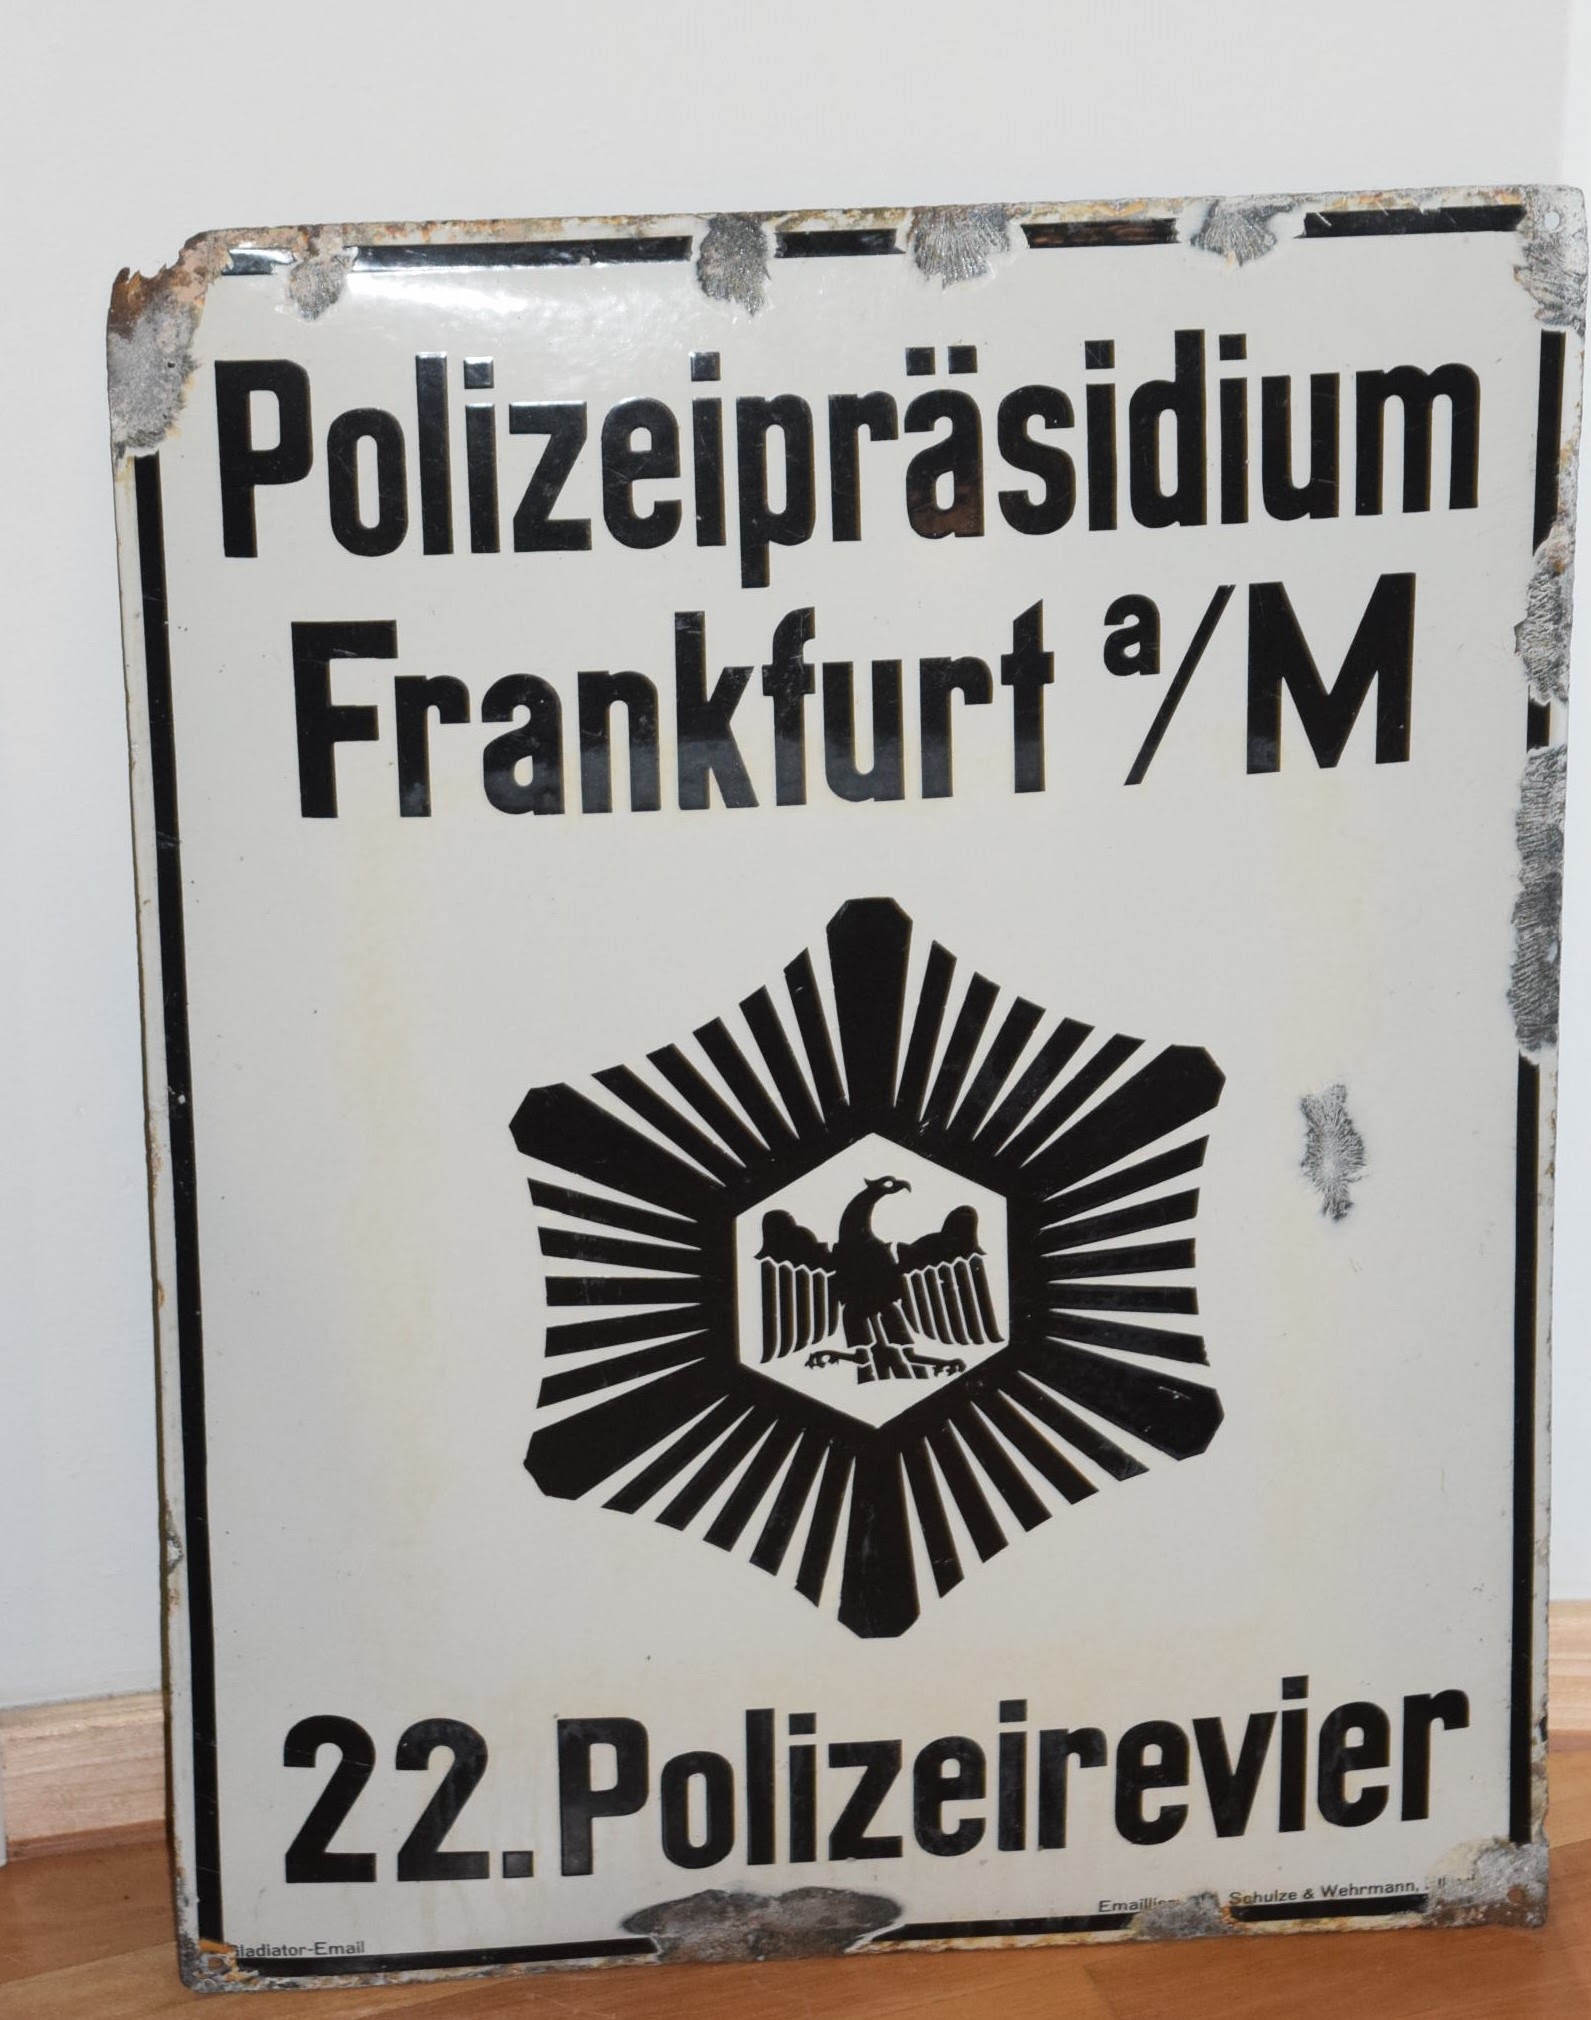 Polizeipräsidium
Frankfurt a/M
22. Polizeirevier
Schulze & Wehrmann,